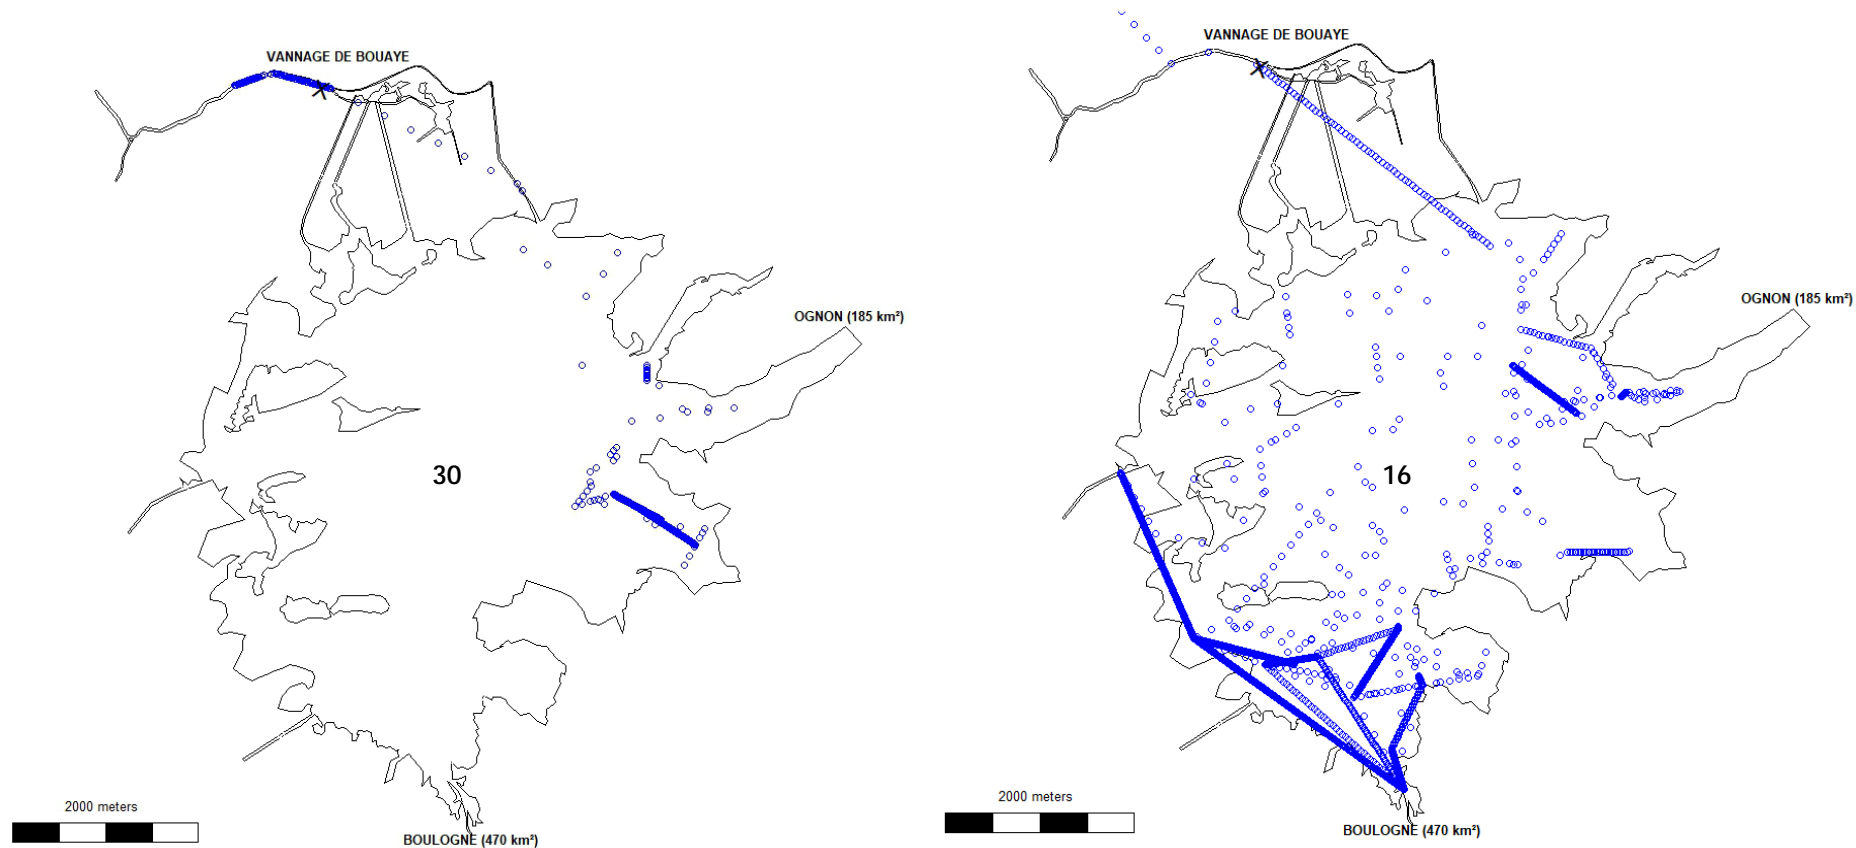 VANNAGE DE BOUAYE
OGNON (185 km²)
30
2000 meters
BOULOGNE (470 km²)
VANNAGE DE BOUAYE
OGNON (185 km²)
16
2000 meters
BOULOGNE (470 km²)